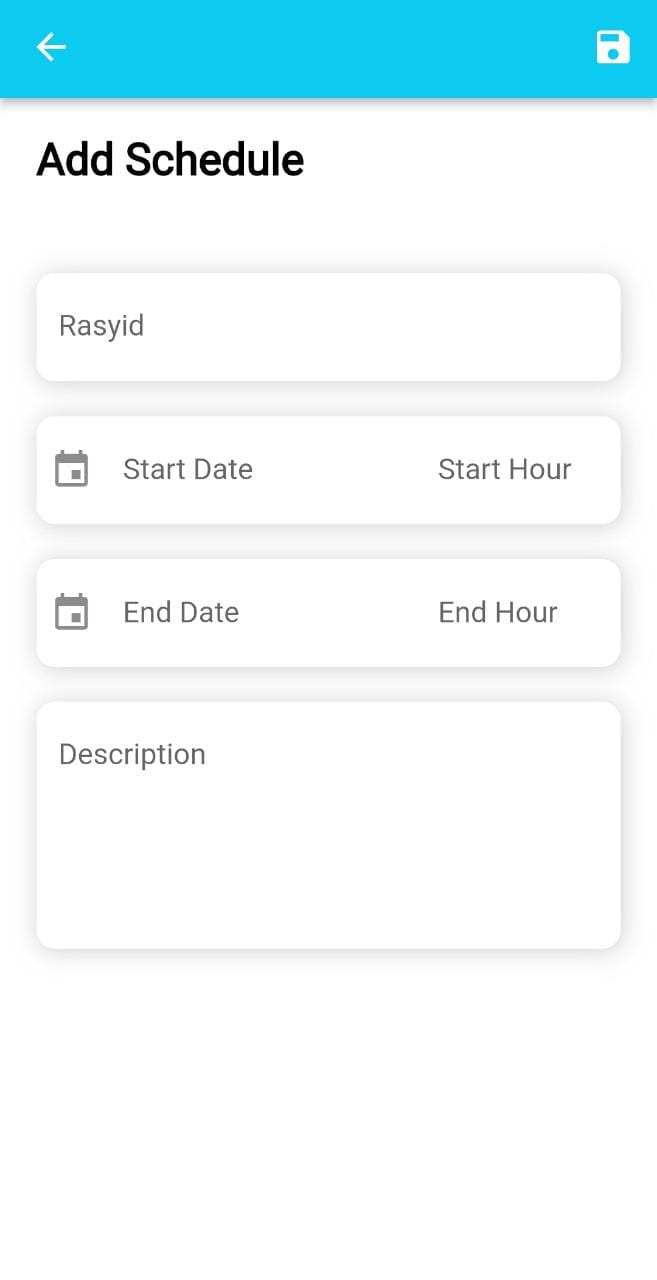 Add Schedule
Rasyid
Start Date Start Hour
End Date End Hour
Description